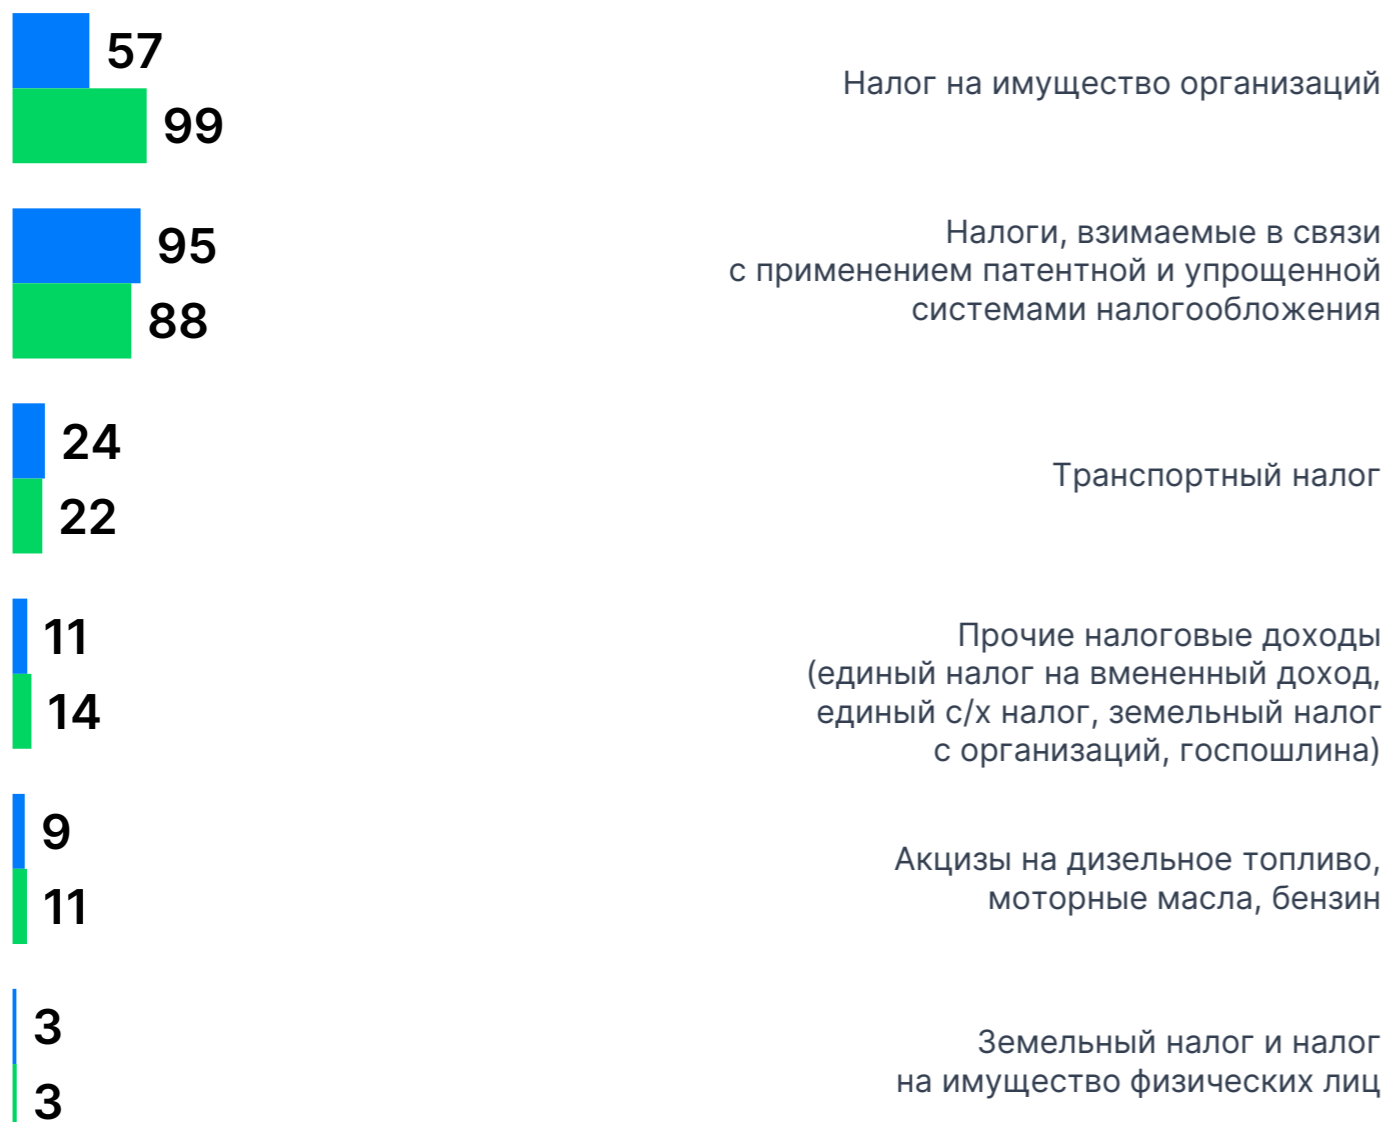 57
99
Налог на имущество организаций
95
88
Налоги, взимаемые в связи
с применением патентной и упрощенной
системами налогообложения
24
22
Транспортный налог
11
14
Прочие налоговые доходы
(единый налог на вмененный доход,
единый с/х налог, земельный налог
с организаций, госпошлина)
9
11
Акцизы на дизельное топливо,
моторные масла, бензин
3
3
Земельный налог и налог
на имущество физических лиц